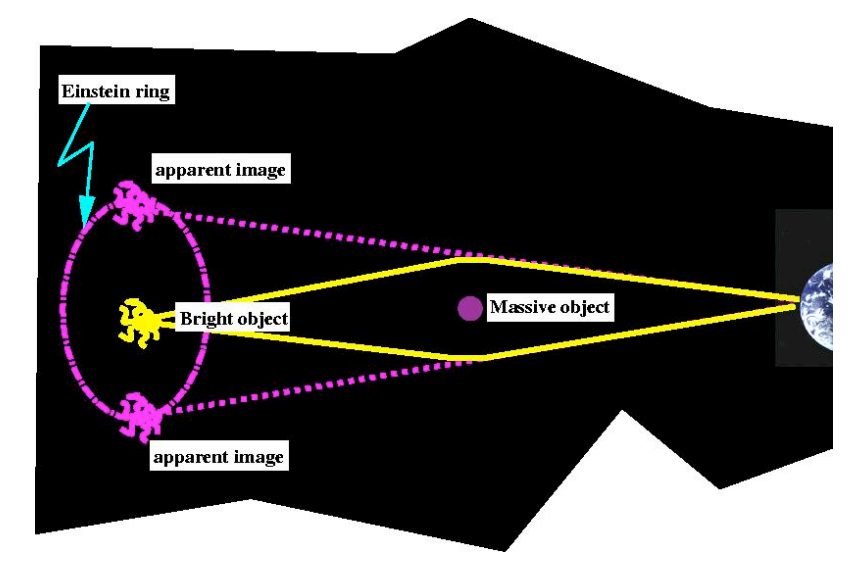 Einstein ring
apparent image
Bright object
Massive object
apparent image